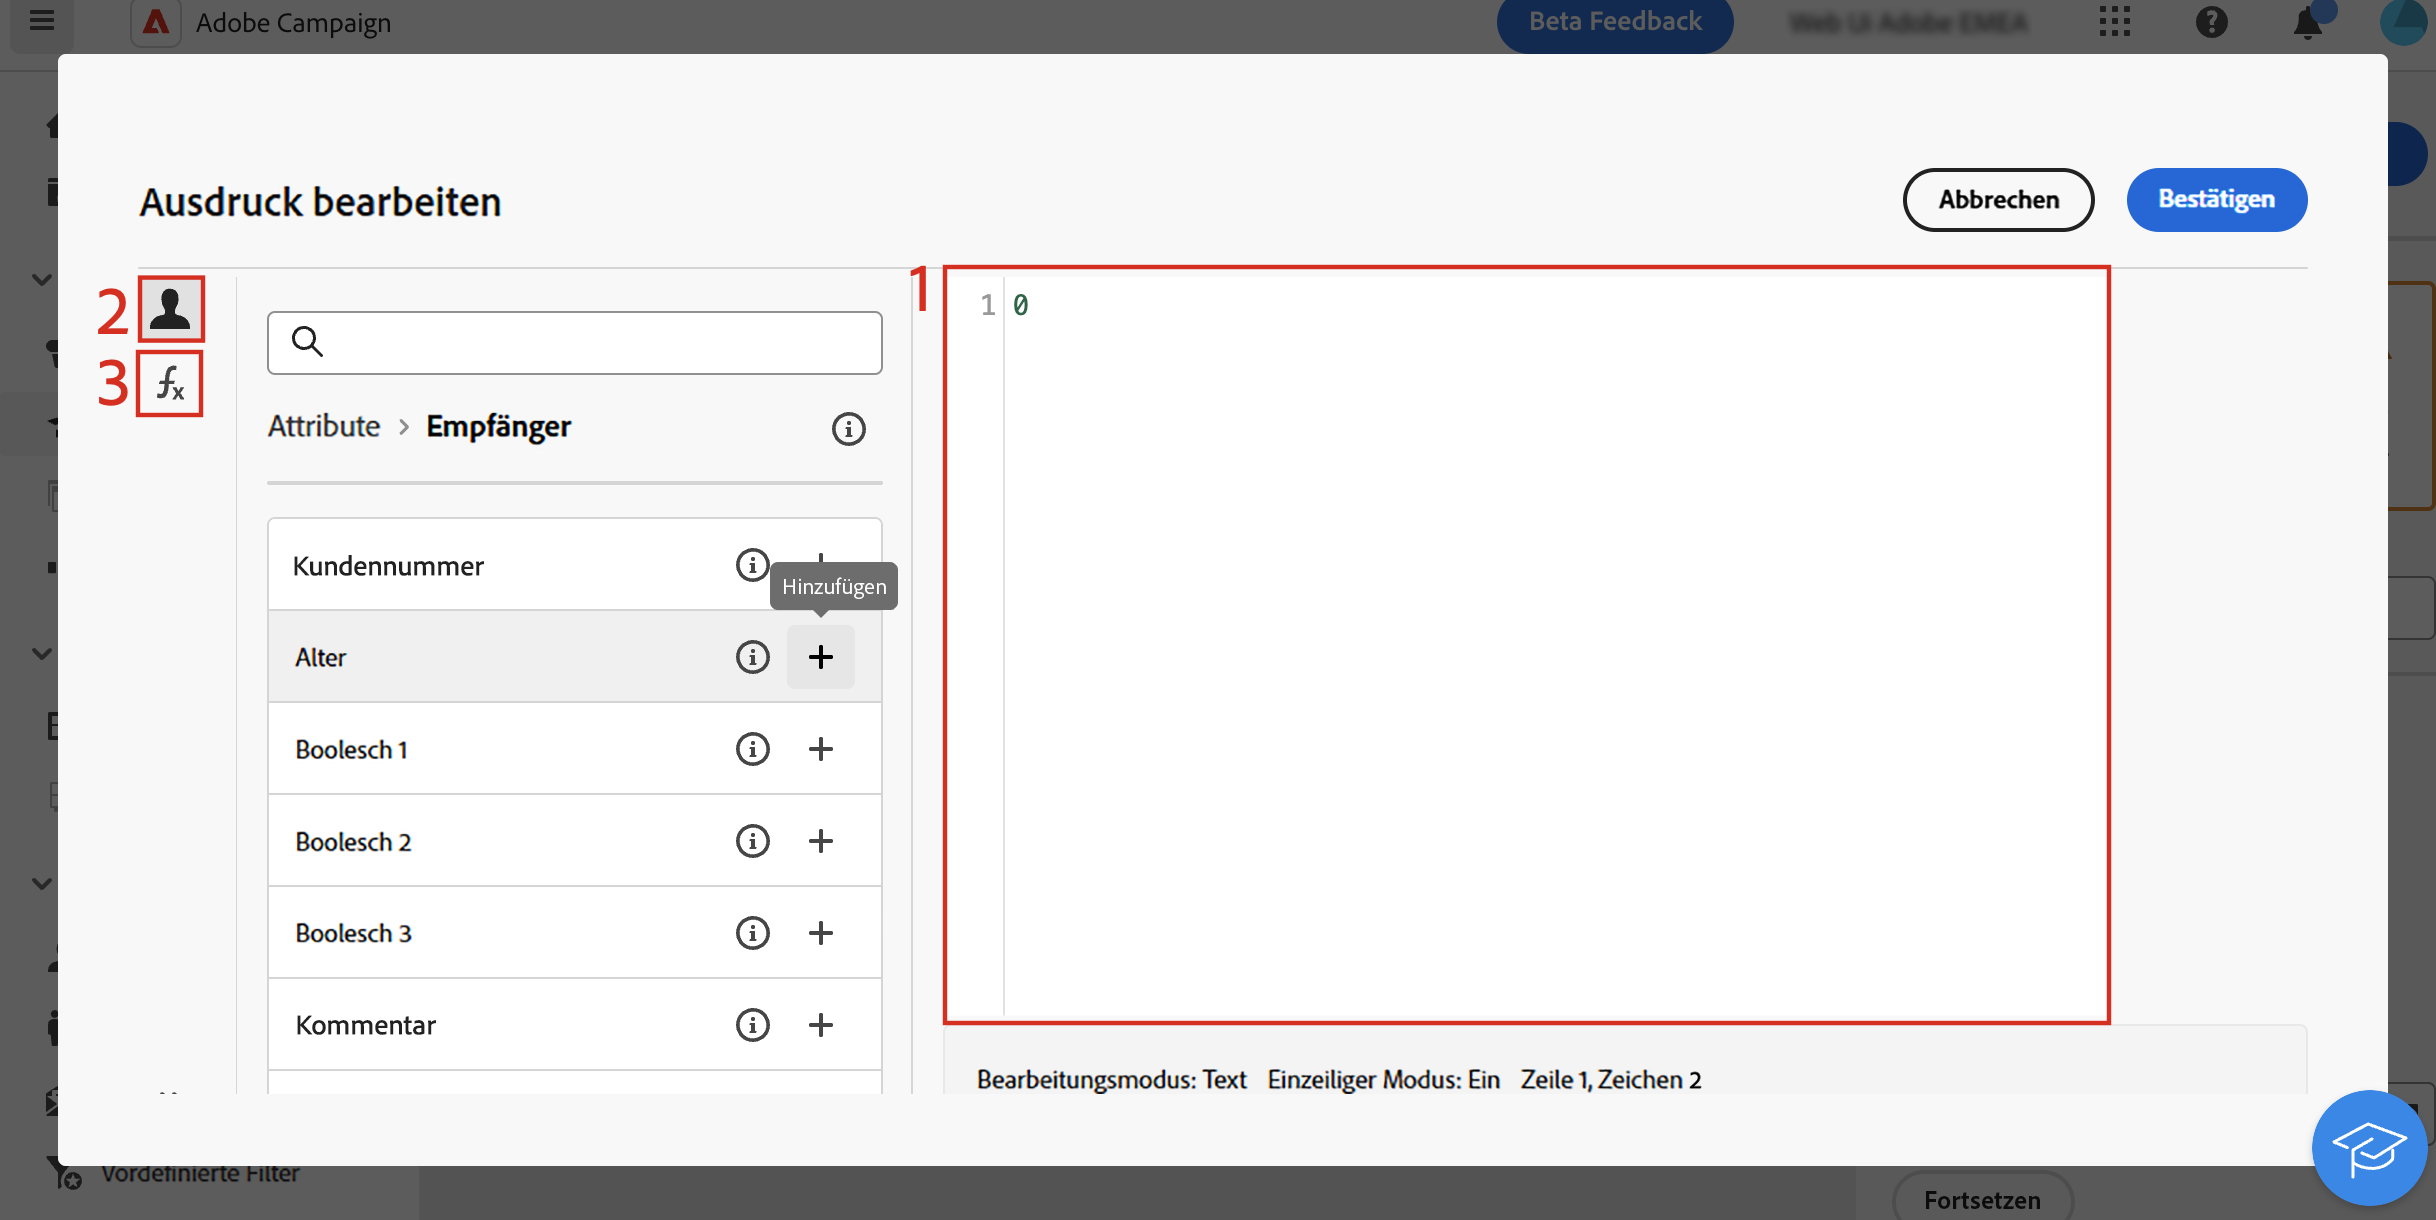 Adobe Campaign
Beta Feedback
Ausdruck bearbeiten
Abbrechen
Bestätigen
1
2
3
fx
1 0
Attribute > Empfänger
Kundennummer
Hinzufügen
Alter
Boolesch 1
Boolesch 2
Boolesch 3
Kommentar
Bearbeitungsmodus: Text Einzeiliger Modus: Ein Zeile 1, Zeichen 2
Vordefinierte Filter
Fortsetzen